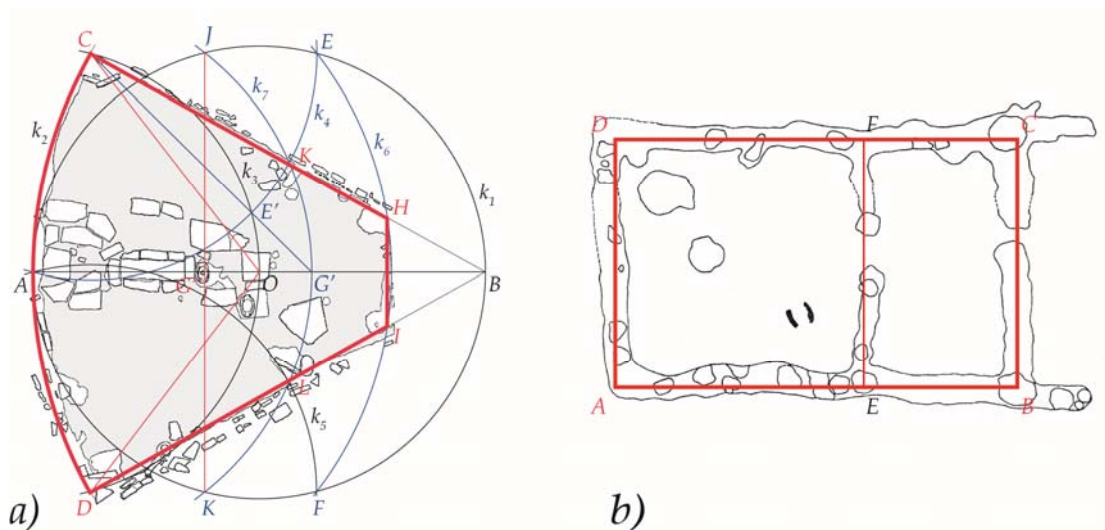 C J E
k₇
k₂ k₄
k₆
k₃ K
k₁
H
E'
A G O G' B
I
L
k₅
D K F
a)
D F C
A E B
b)